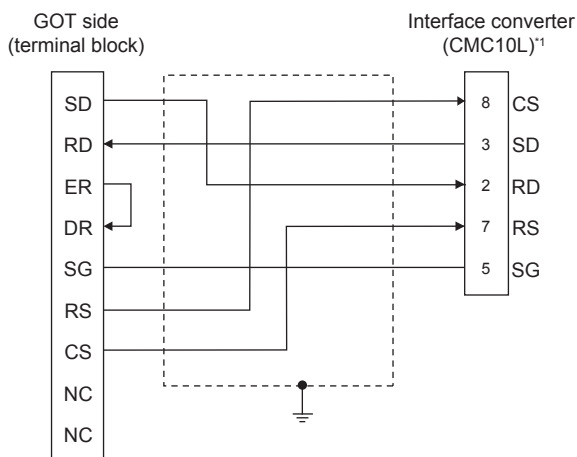 GOT side
(terminal block)
Interface converter
(CMC10L)*1
SD 8 CS
RD 3 SD
ER 2 RD
DR 7 RS
SG 5 SG
RS
CS
NC
NC